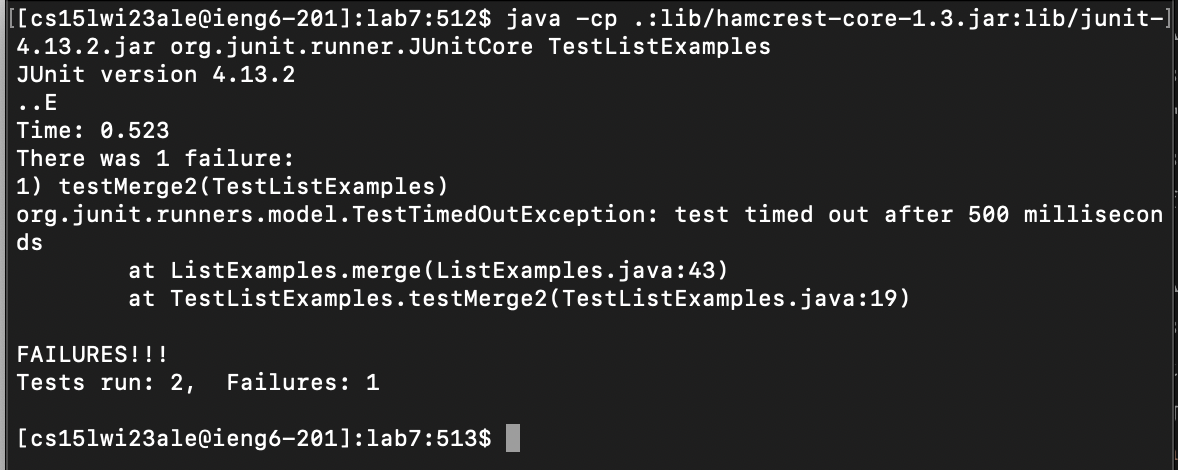 [[cs15lwi23ale@ieng6-201]:lab7:512$ java -cp .:lib/hamcrest-core-1.3.jar:lib/junit-]
4.13.2.jar org.junit.runner.JUnitCore TestListExamples
JUnit version 4.13.2
..E
Time: 0.523
There was 1 failure:
1) testMerge2(TestListExamples)
org.junit.runners.model.TestTimedOutException: test timed out after 500 millisecon
ds
        at ListExamples.merge(ListExamples.java:43)
        at TestListExamples.testMerge2(TestListExamples.java:19)
FAILURES!!!
Tests run: 2,  Failures: 1
[cs15lwi23ale@ieng6-201]:lab7:513$